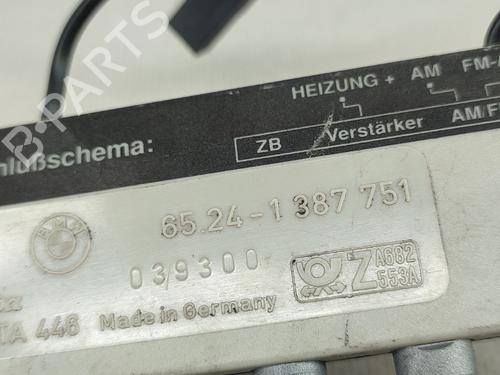 HEIZUNG + AM FM-A
nlußschema:
ZB Verstärker AM/F
BMW
65.24-1 387 751
039300
Z A682
553A
TA 446 Made in Germany
B-PARTS